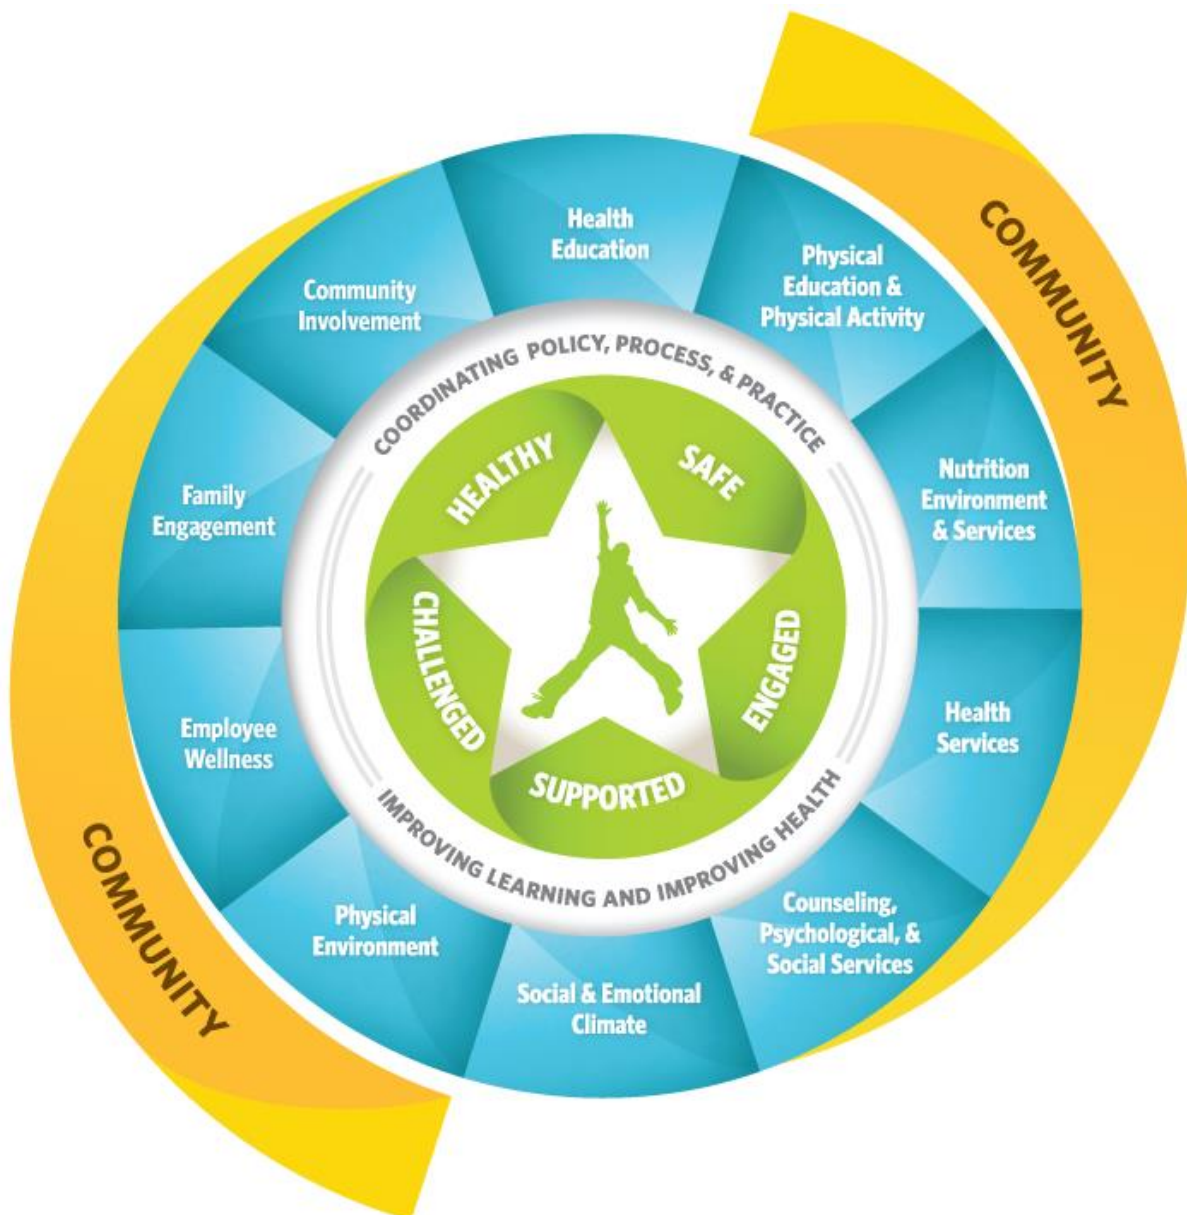 COMMUNITY
Health
Education
Physical
Education &
Physical Activity
Nutrition
Environment
& Services
Health
Services
Counseling,
Psychological, &
Social Services
Social & Emotional
Climate
Physical
Environment
Employee
Wellness
Family
Engagement
Community
Involvement
COORDINATING POLICY, PROCESS, & PRACTICE
IMPROVING LEARNING AND IMPROVING HEALTH
HEALTHY
SAFE
ENGAGED
SUPPORTED
CHALLENGED
COMMUNITY